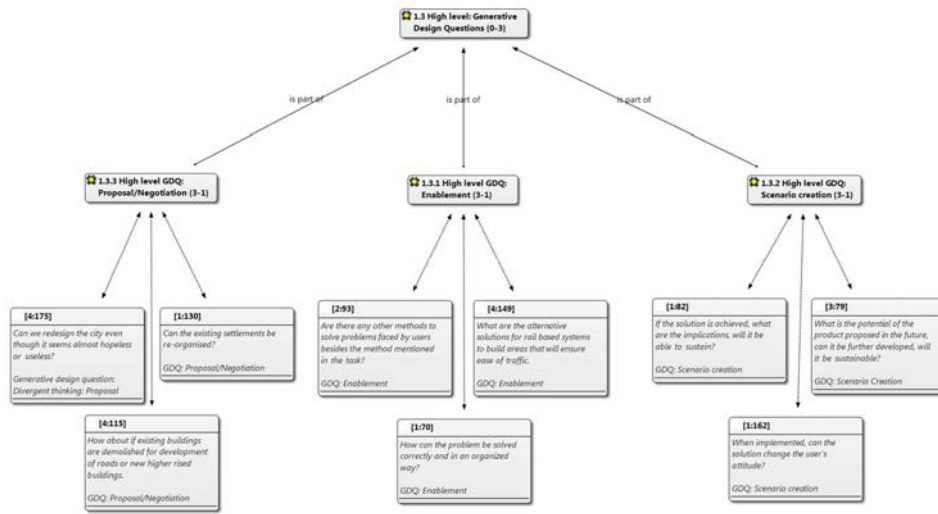 1.3 High level: Generative
Design Questions (0-3)
is part of
is part of
is part of
1.3.3 High level GDQ:
Proposal/Negotiation (3-1)
1.3.1 High level GDQ:
Enablement (3-1)
1.3.2 High level GDQ:
Scenario creation (3-1)
[4:175]
Can we redesign the city even
though it seems almost hopeless
or useless?
Generative design question:
Divergent thinking: Proposal
[1:130]
Can the existing settlements be
re-organised?
GDQ: Proposal/Negotiation
[2:93]
Are there any other methods to
solve problems faced by users
besides the method mentioned
in the task?
GDQ: Enablement
[4:149]
What are the alternative
solutions for rail based systems
to build areas that will ensure
ease of traffic.
GDQ: Enablement
[1:82]
If the solution is achieved, what
are the implications, will it be
able to sustain?
GDQ: Scenario creation
[3:79]
What is the potential of the
product proposed in the future,
can it be further developed, will
it be sustainable?
GDQ: Scenario Creation
[4:115]
How about if existing buildings
are demolished for development
of roads or new higher rised
buildings.
GDQ: Proposal/Negotiation
[1:70]
How can the problem be solved
correctly and in an organized
way?
GDQ: Enablement
[1:162]
When implemented, can the
solution change the user's
attitude?
GDQ: Scenario creation